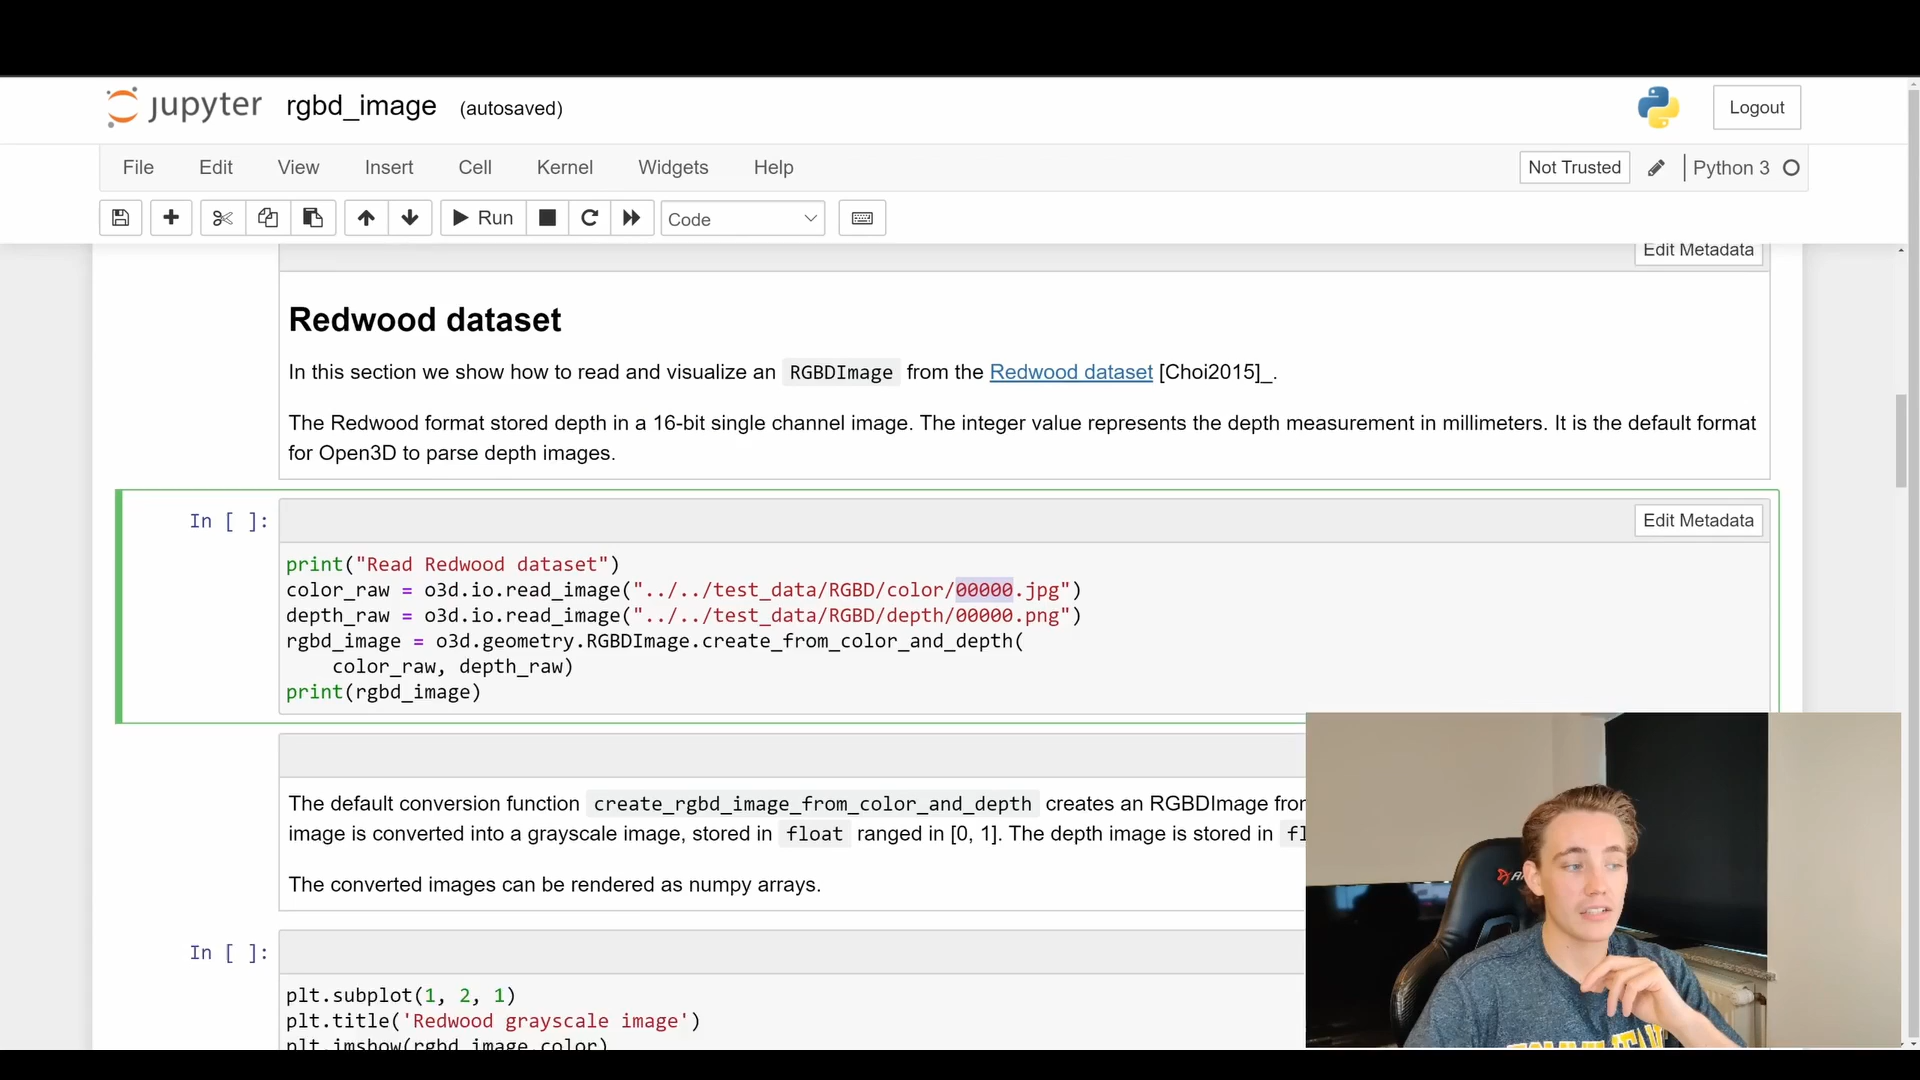 jupyter rgbd_image (autosaved) Logout
File Edit View Insert Cell Kernel Widgets Help Not Trusted Python 3
Run Code
Edit Metadata
Redwood dataset
In this section we show how to read and visualize an RGBDImage from the Redwood dataset [Choi2015]_.
The Redwood format stored depth in a 16-bit single channel image. The integer value represents the depth measurement in millimeters. It is the default format
for Open3D to parse depth images.
In [ ]: Edit Metadata
print("Read Redwood dataset")
color_raw = o3d.io.read_image("../../test_data/RGBD/color/00000.jpg")
depth_raw = o3d.io.read_image("../../test_data/RGBD/depth/00000.png")
rgbd_image = o3d.geometry.RGBDImage.create_from_color_and_depth(
color_raw, depth_raw)
print(rgbd_image)
The default conversion function create_rgbd_image_from_color_and_depth creates an RGBDImage from
image is converted into a grayscale image, stored in float ranged in [0, 1]. The depth image is stored in fl
The converted images can be rendered as numpy arrays.
In [ ]:
plt.subplot(1, 2, 1)
plt.title('Redwood grayscale image')
plt.imshow(rgbd_image.color)